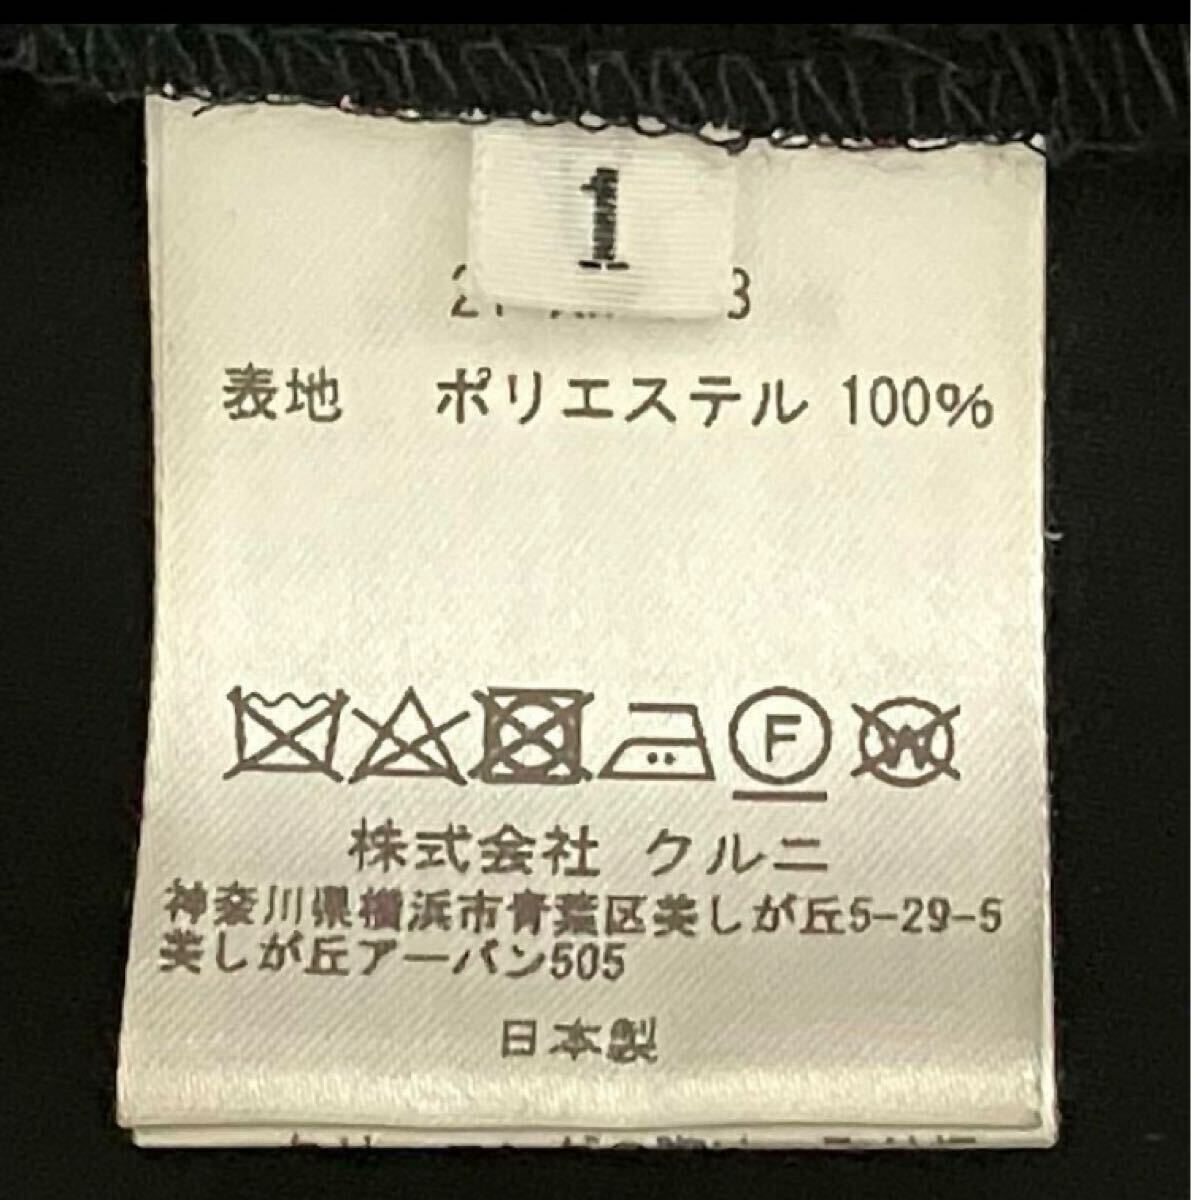 1
表地 ポリエステル 100%
F
W
株式会社 クルニ
神奈川県横浜市青葉区美しが丘5-29-5
美しが丘アーバン505
日本製